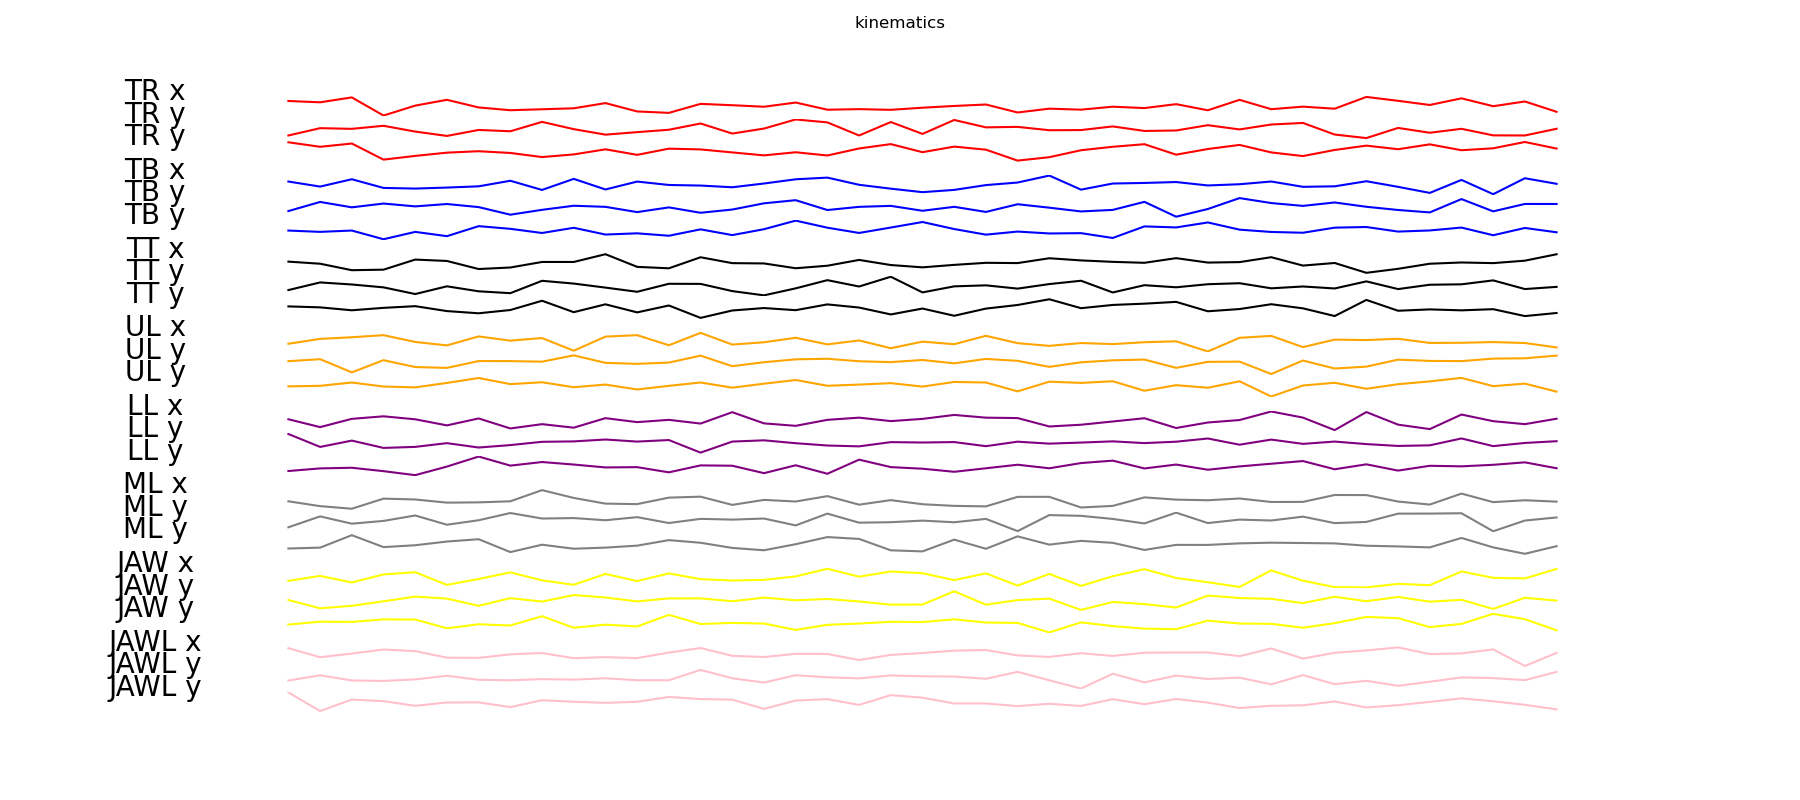 kinematics
TR x
TR y
TR y
TB x
TB y
TB y
TT x
TT y
TT y
UL x
UL y
UL y
LL x
LL y
LL y
ML x
ML y
ML y
JAW x
JAW y
JAW y
JAWL x
JAWL y
JAWL y